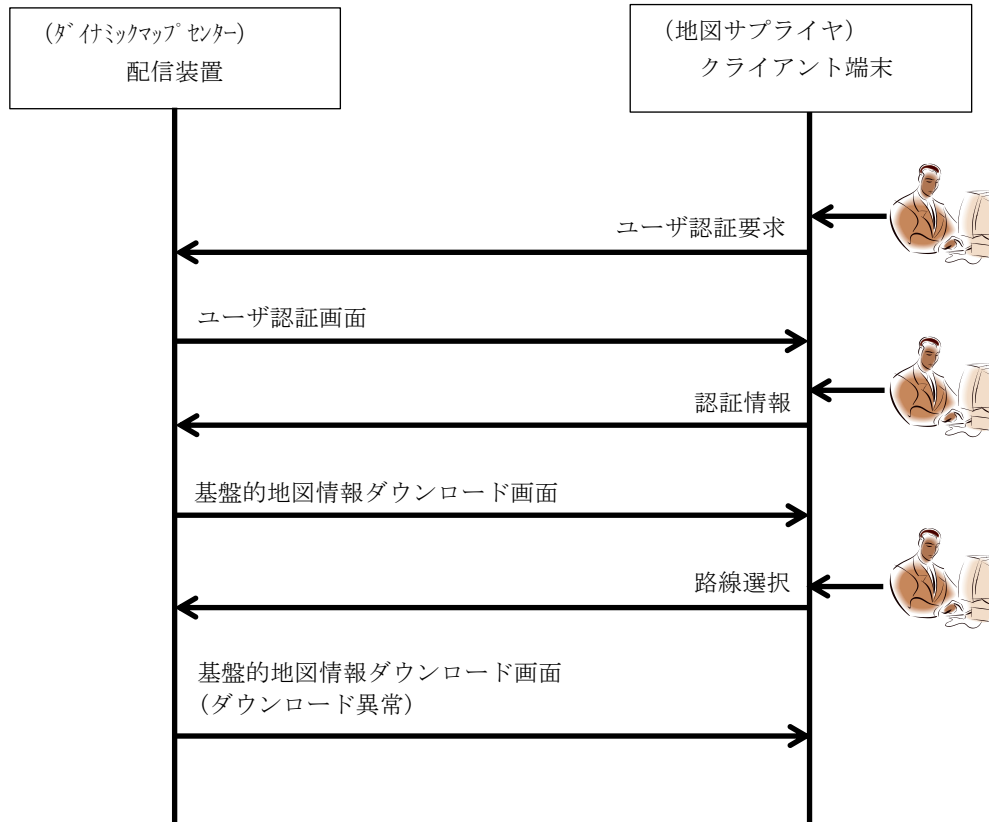 (ﾀﾞｲﾅﾐｯｸﾏｯﾌﾟｾﾝﾀｰ)
配信装置
(地図サプライヤ)
クライアント端末
ユーザ認証要求
ユーザ認証画面
認証情報
基盤的地図情報ダウンロード画面
路線選択
基盤的地図情報ダウンロード画面
(ダウンロード異常)